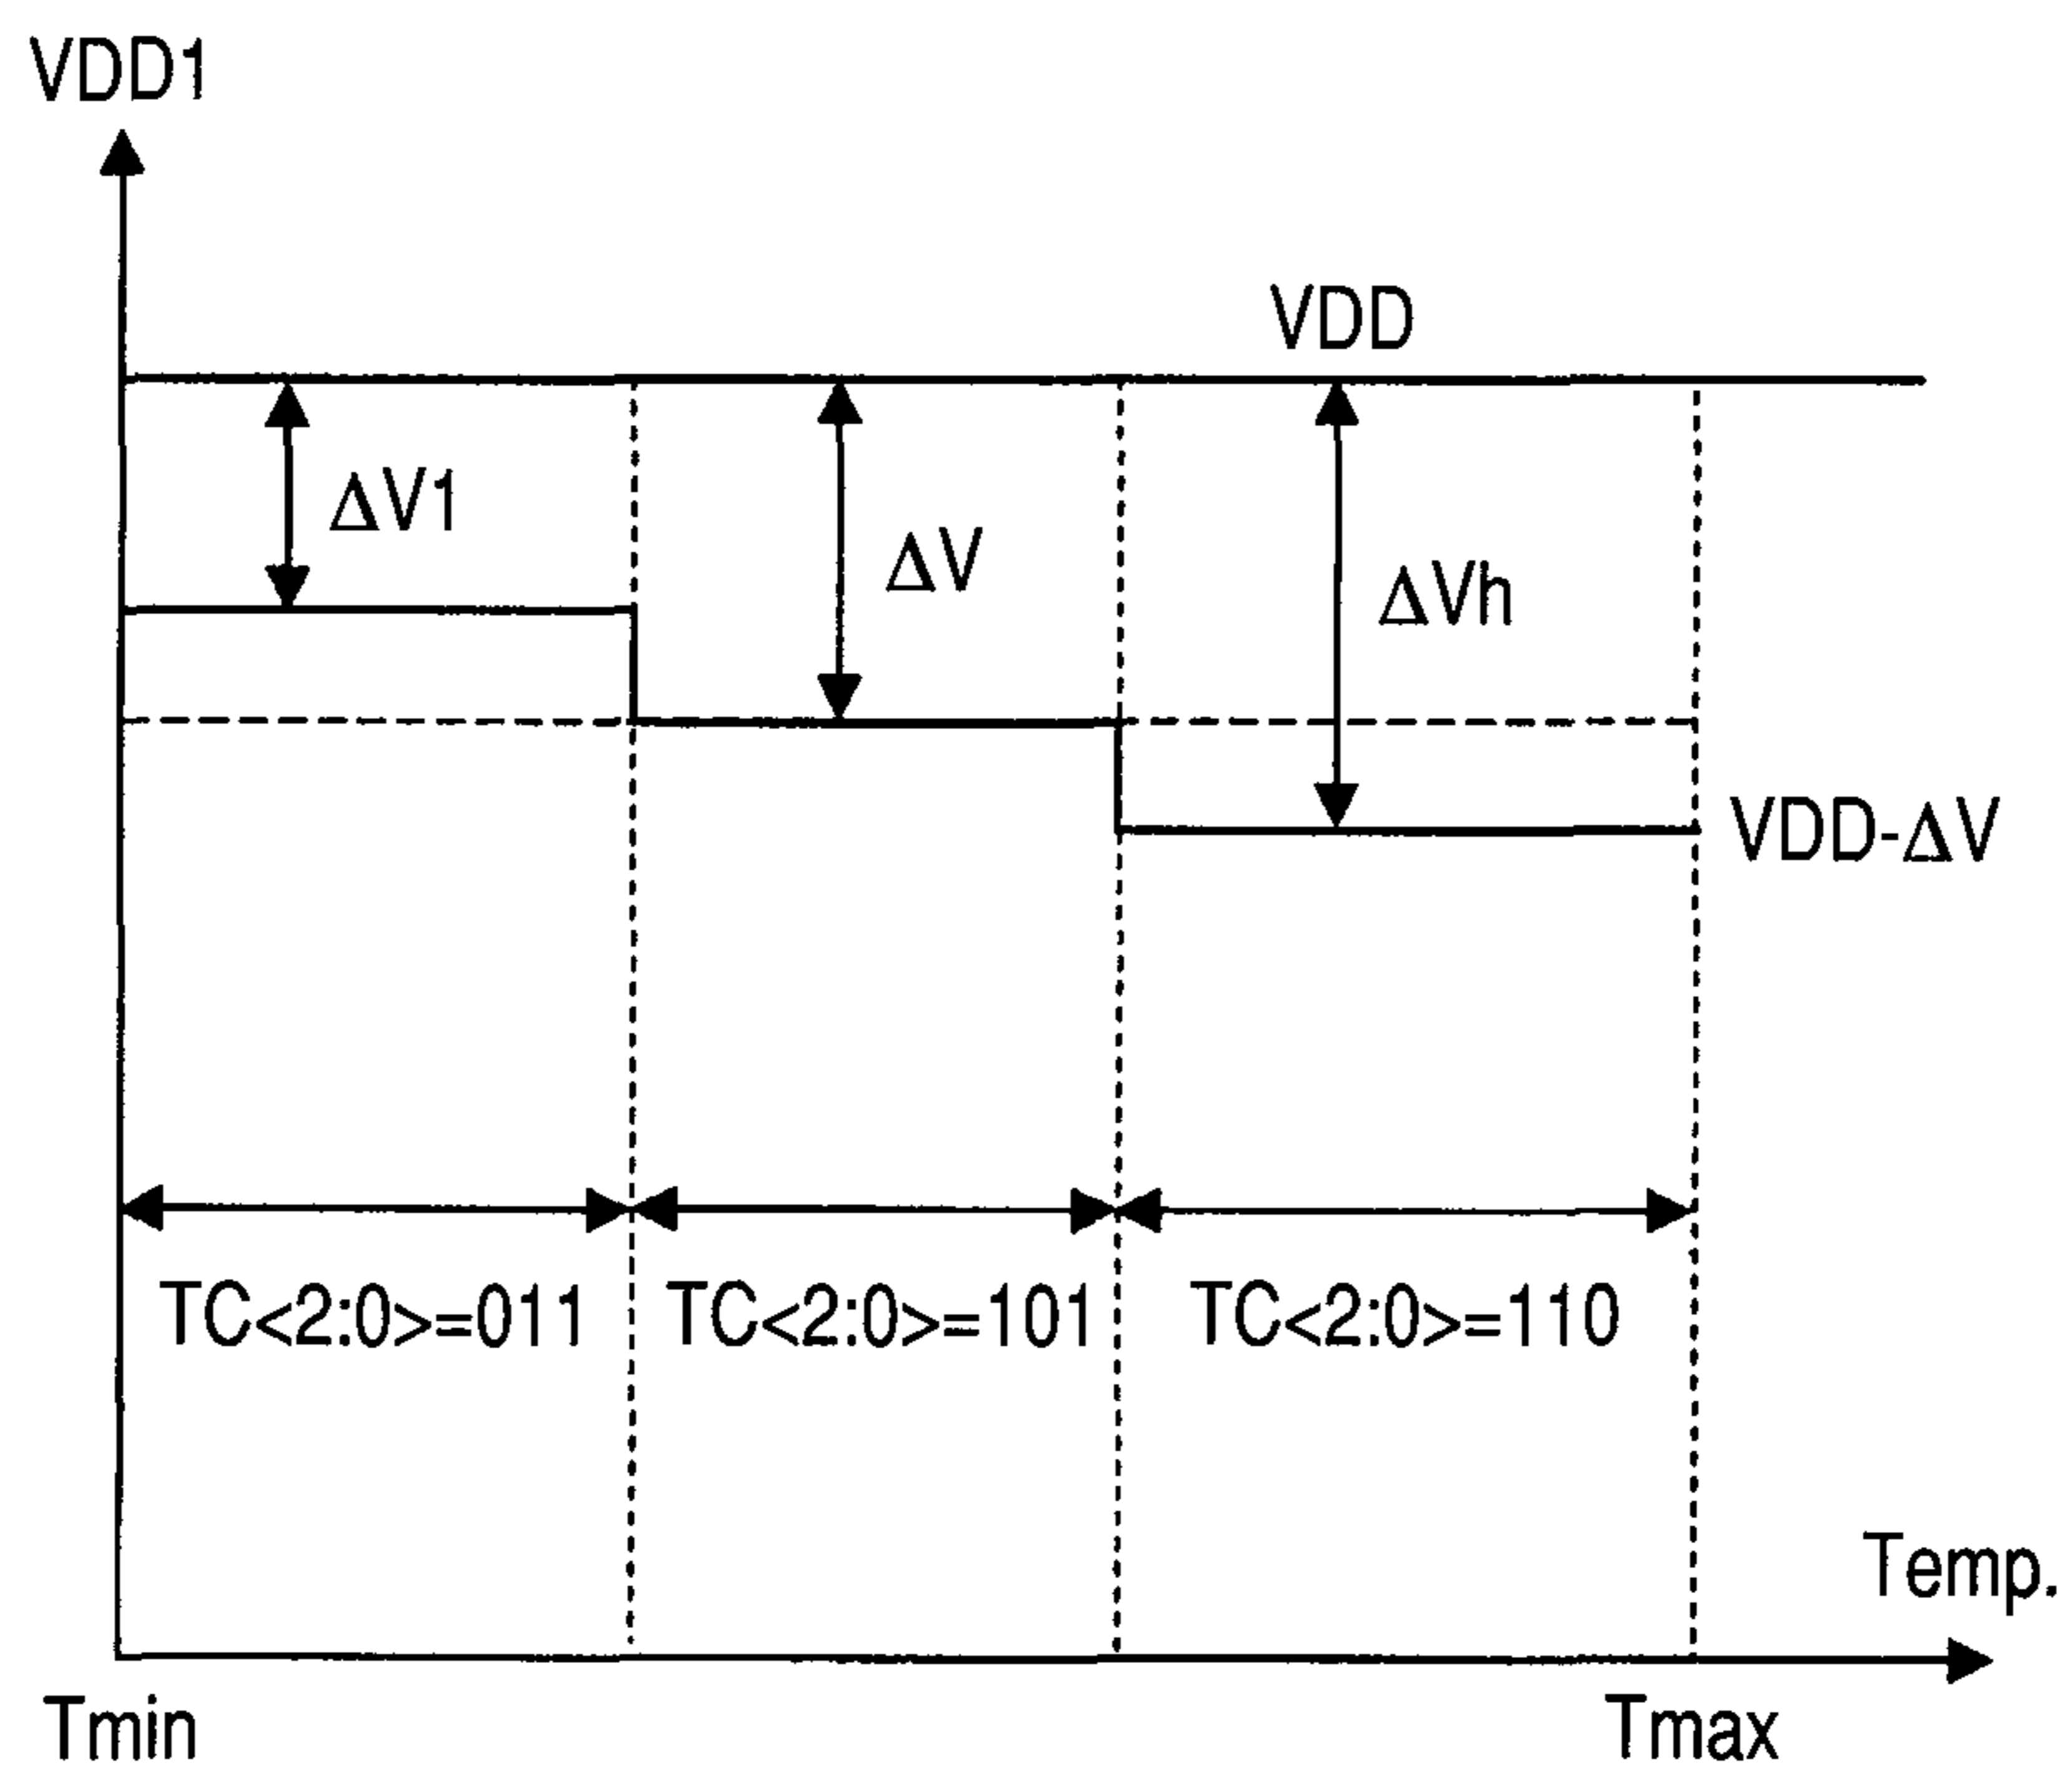 VDD1
VDD
ΔV1
ΔV
ΔVh
VDD-ΔV
TC<2:0>=011
TC<2:0>=101
TC<2:0>=110
Temp.
Tmin
Tmax